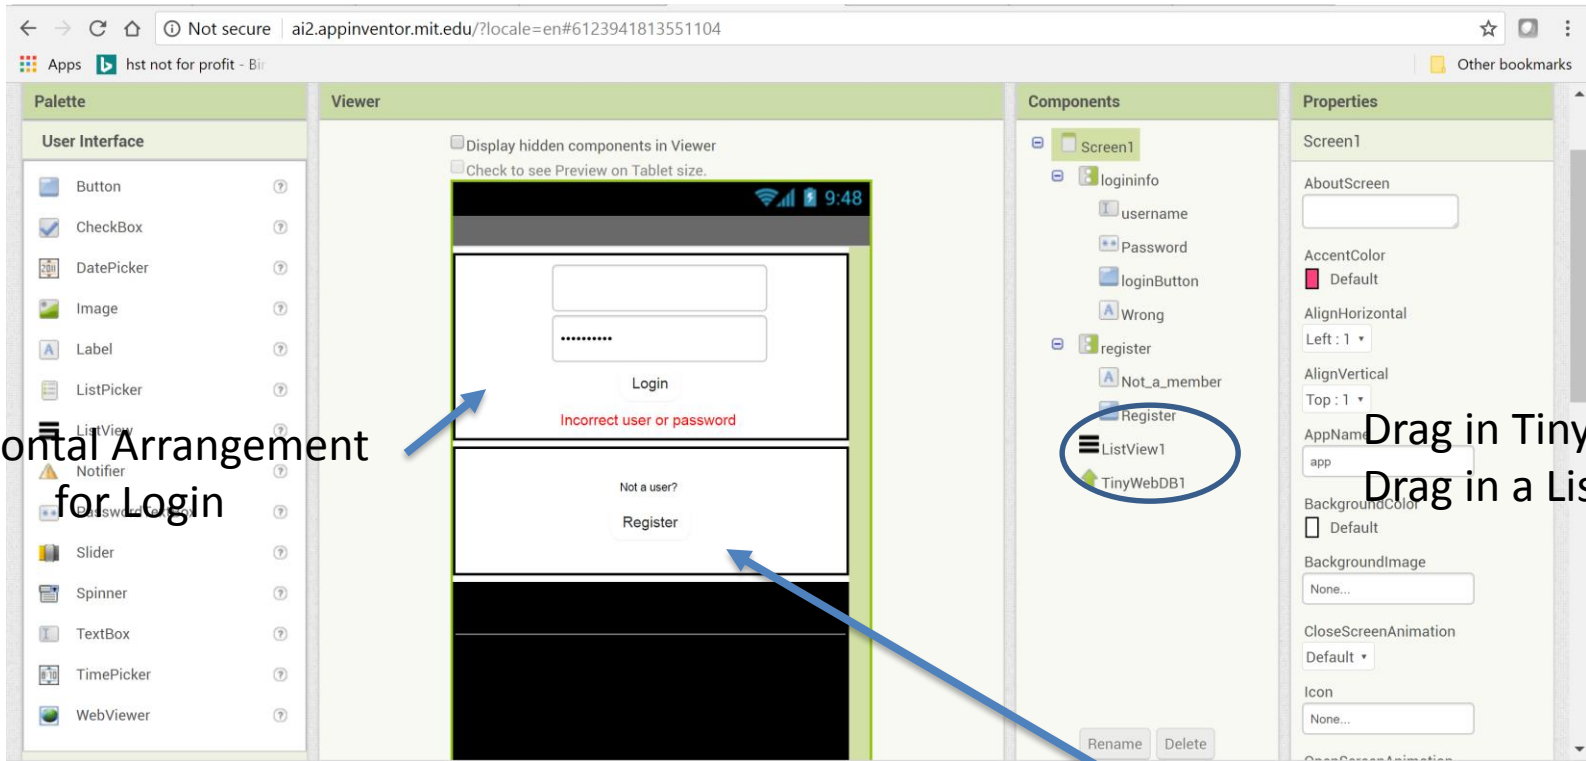 Not secure ai2.appinventor.mit.edu/?locale=en#6123941813551104
Apps hst not for profit - Bin
Other bookmarks
Palette
User Interface
Button
CheckBox
DatePicker
Image
Label
ListPicker
ListView
Notifier
PasswordTextBox
Slider
Spinner
TextBox
TimePicker
WebViewer
ontal Arrangement
for Login
Viewer
Display hidden components in Viewer
Check to see Preview on Tablet size.
9:48
Login
Incorrect user or password
Not a user?
Register
Components
Screen1
logininfo
username
Password
loginButton
Wrong
register
Not_a_member
Register
ListView1
TinyWebDB1
Rename Delete
Properties
Screen1
AboutScreen
AccentColor
Default
AlignHorizontal
Left : 1
AlignVertical
Top : 1
AppName
app
BackgroundColor
Default
BackgroundImage
None...
CloseScreenAnimation
Default
Icon
None...
OpenScreenAnimation
Drag in Tiny
Drag in a Lis